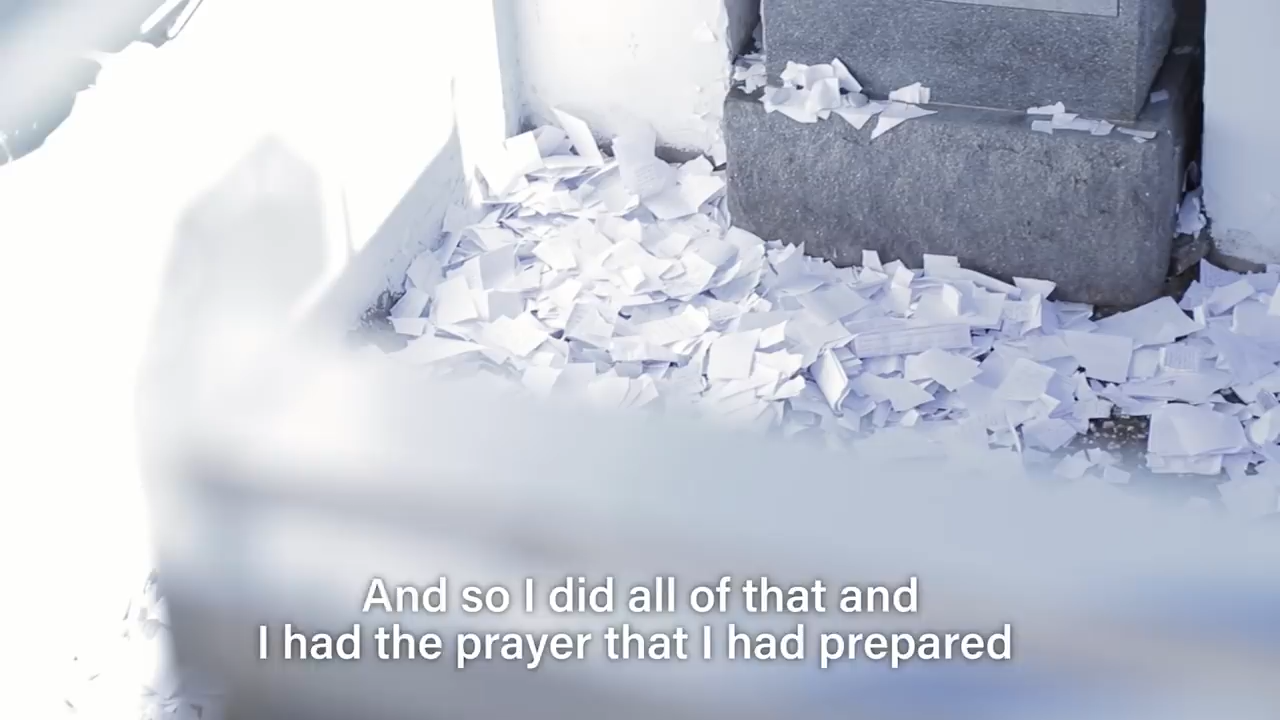 And so I did all of that and
I had the prayer that I had prepared